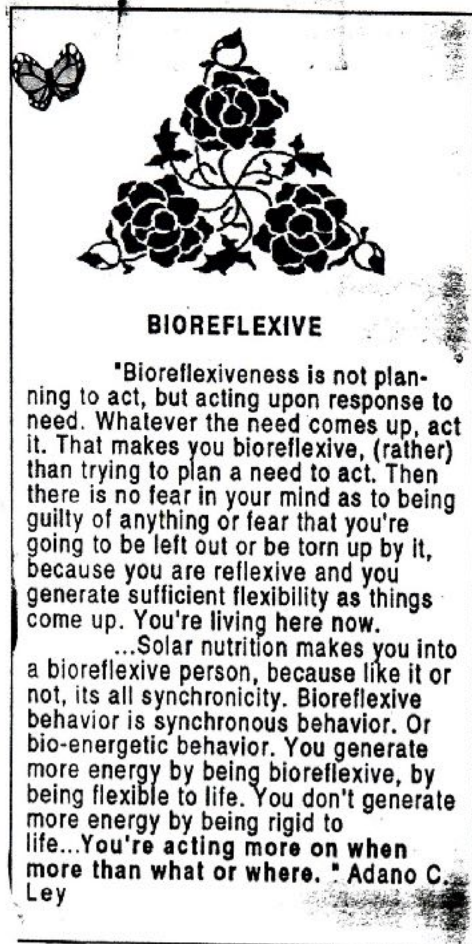 BIOREFLEXIVE
"Bioreflexiveness is not plan-
ning to act, but acting upon response to
need. Whatever the need comes up, act
it. That makes you bioreflexive, (rather)
than trying to plan a need to act. Then
there is no fear in your mind as to being
guilty of anything or fear that you're
going to be left out or be torn up by it,
because you are reflexive and you
generate sufficient flexibility as things
come up. You're living here now.
...Solar nutrition makes you into
a bioreflexive person, because like it or
not, its all synchronicity. Bioreflexive
behavior is synchronous behavior. Or
bio-energetic behavior. You generate
more energy by being bioreflexive, by
being flexible to life. You don't generate
more energy by being rigid to
life...You're acting more on when
more than what or where. " Adano C.
Ley